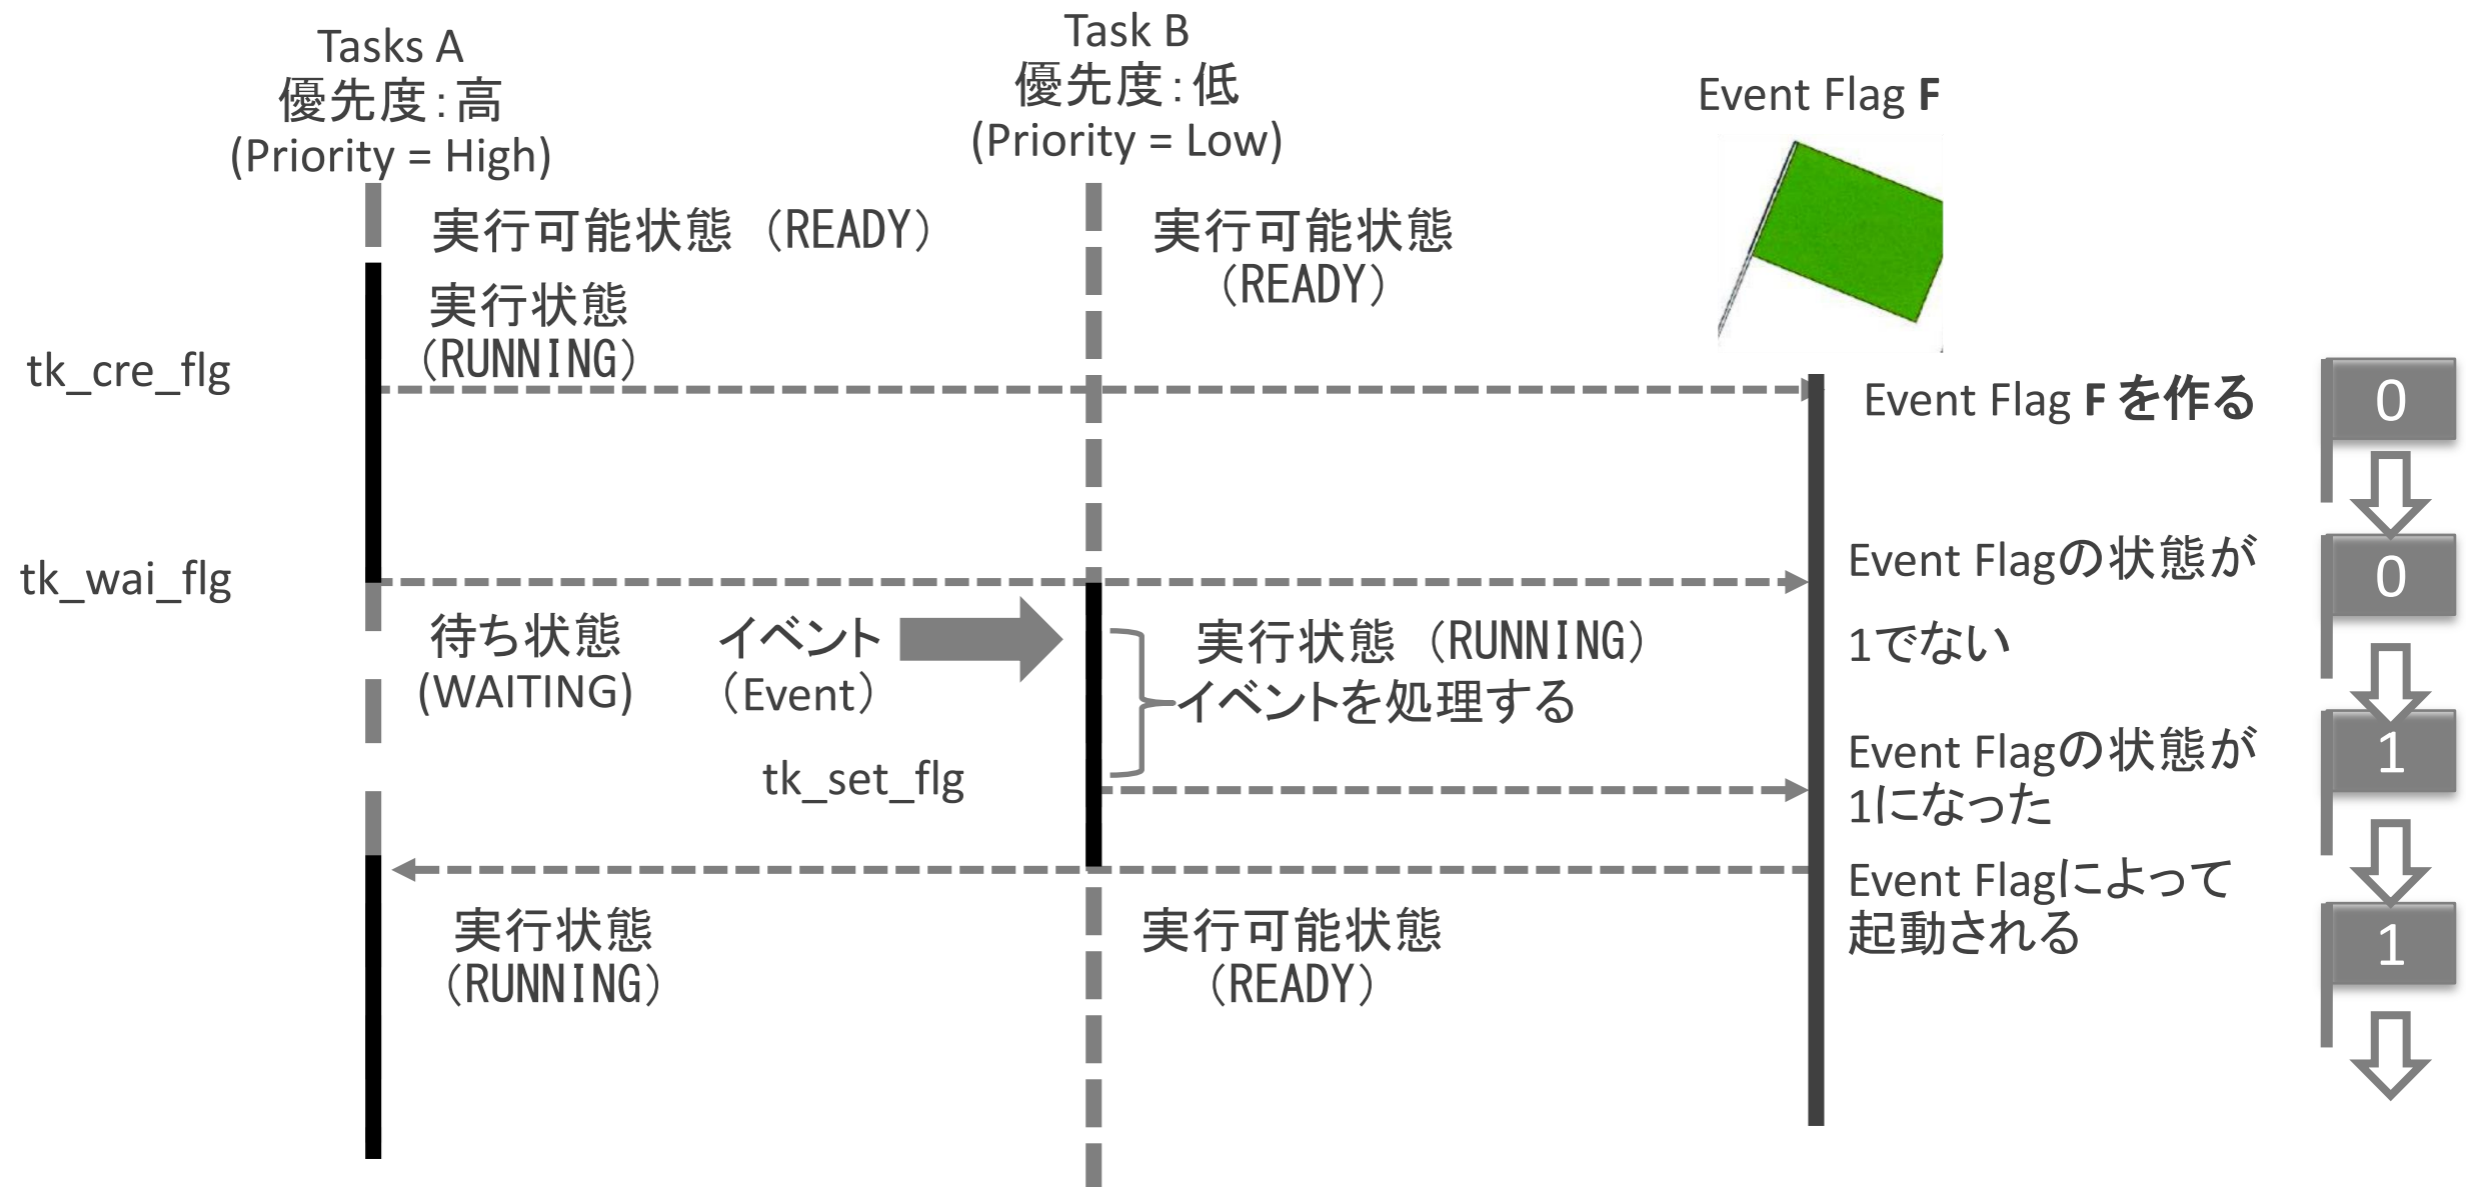 Tasks A
優先度：高
(Priority = High)
Task B
優先度：低
(Priority = Low)
Event Flag F
実行可能状態（READY）
実行可能状態
（READY）
実行状態
（RUNNING）
tk_cre_flg
Event Flag F を作る
0
tk_wai_flg
Event Flagの状態が
1でない
0
待ち状態
(WAITING)
イベント
（Event）
実行状態（RUNNING）
イベントを処理する
tk_set_flg
Event Flagの状態が
1になった
1
Event Flagによって
起動される
1
実行状態
（RUNNING）
実行可能状態
（READY）